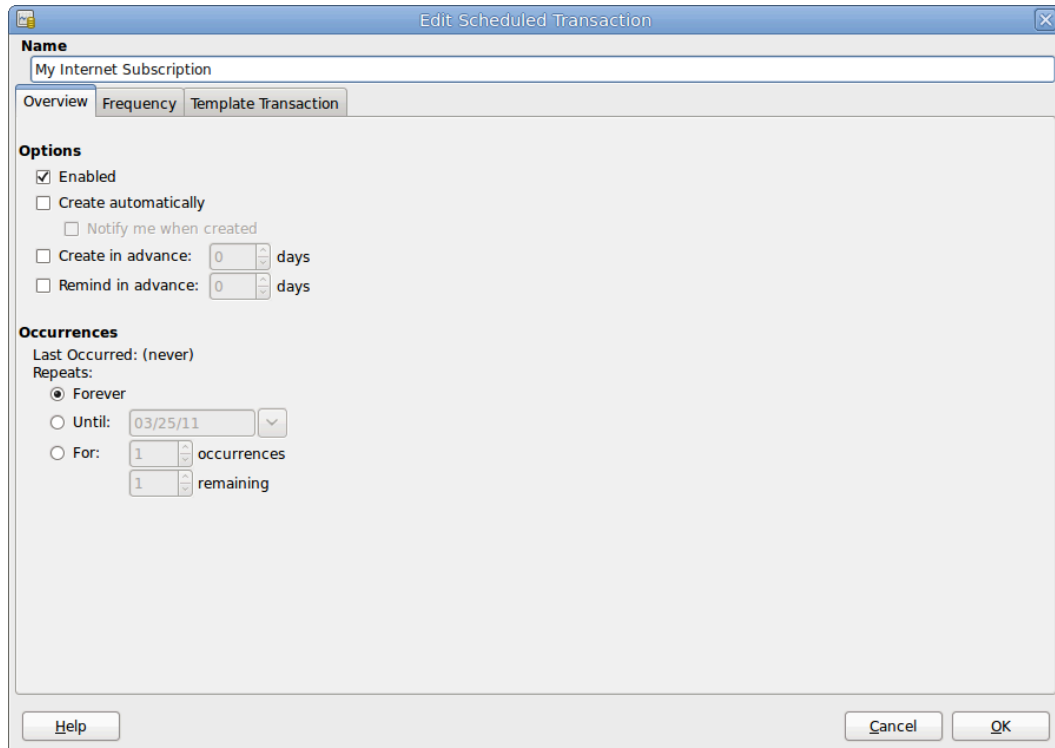 Edit Scheduled Transaction
Name
My Internet Subscription
Overview Frequency Template Transaction
Options
Enabled
Create automatically
Notify me when created
Create in advance: 0 days
Remind in advance: 0 days
Occurrences
Last Occurred: (never)
Repeats:
Forever
Until: 03/25/11
For: 1 occurrences
1 remaining
Help Cancel OK